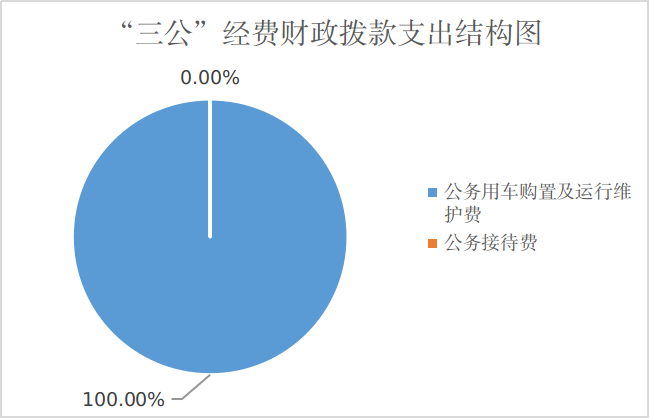 “三公”经费财政拨款支出结构图
0.00%
公务用车购置及运行维
护费
公务接待费
100.00%